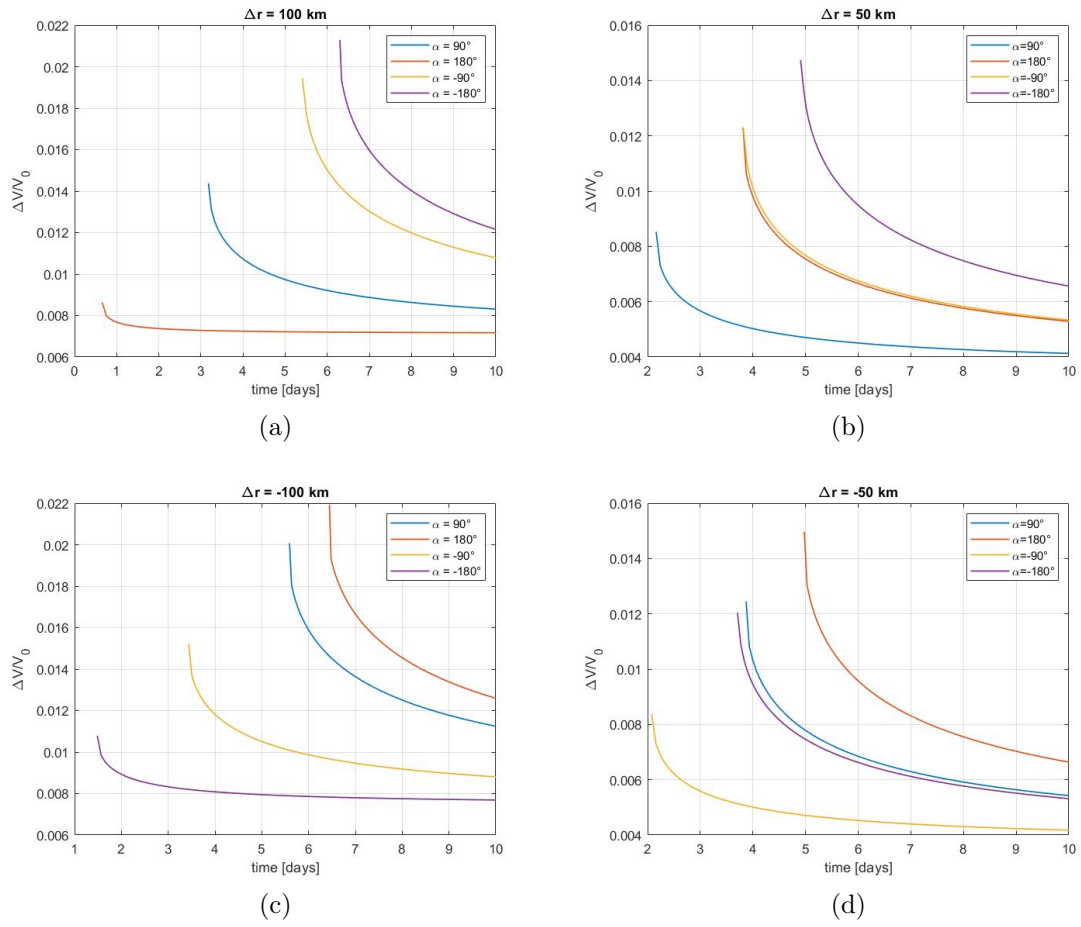 Δr = 100 km
0.022
0.02
0.018
0.016
0.014
0.012
0.01
0.008
0.006
ΔV/V0
0 1 2 3 4 5 6 7 8 9 10
time [days]
α = 90°
α = 180°
α = -90°
α = -180°
(a)
Δr = 50 km
0.016
0.014
0.012
0.01
0.008
0.006
0.004
ΔV/V0
2 3 4 5 6 7 8 9 10
time [days]
α=90°
α=180°
α=-90°
α=-180°
(b)
Δr = -100 km
0.022
0.02
0.018
0.016
0.014
0.012
0.01
0.008
0.006
ΔV/V0
1 2 3 4 5 6 7 8 9 10
time [days]
α = 90°
α = 180°
α = -90°
α = -180°
(c)
Δr = -50 km
0.016
0.014
0.012
0.01
0.008
0.006
0.004
ΔV/V0
2 3 4 5 6 7 8 9 10
time [days]
α=90°
α=180°
α=-90°
α=-180°
(d)